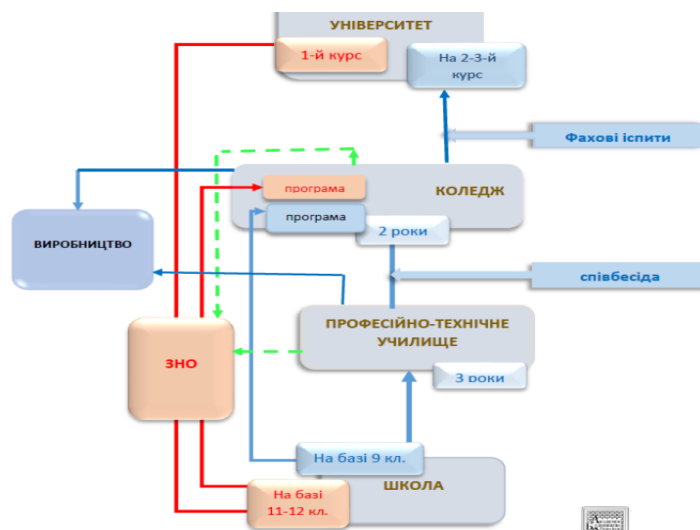 УНІВЕРСИТЕТ
1-й курс
На 2-3-й
курс
Фахові іспити
програма
КОЛЕДЖ
програма
2 роки
ВИРОБНИЦТВО
співбесіда
ПРОФЕСІЙНО-ТЕХНІЧНЕ
УЧИЛИЩЕ
ЗНО
3 роки
На базі 9 кл.
ШКОЛА
На базі
11-12 кл.